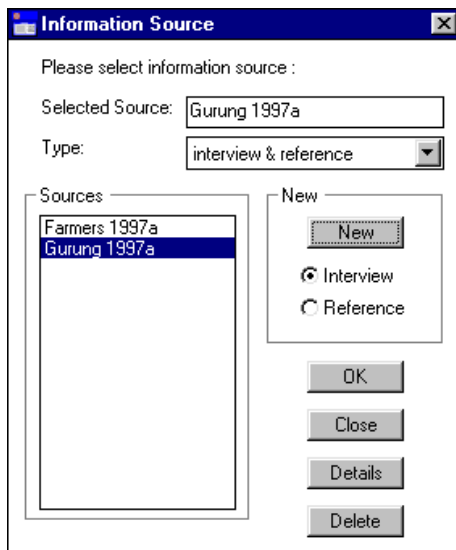 Information Source
Please select information source :
Selected Source: Gurung 1997a
Type: interview & reference
Sources
Farmers 1997a
Gurung 1997a
New
New
Interview
Reference
OK
Close
Details
Delete